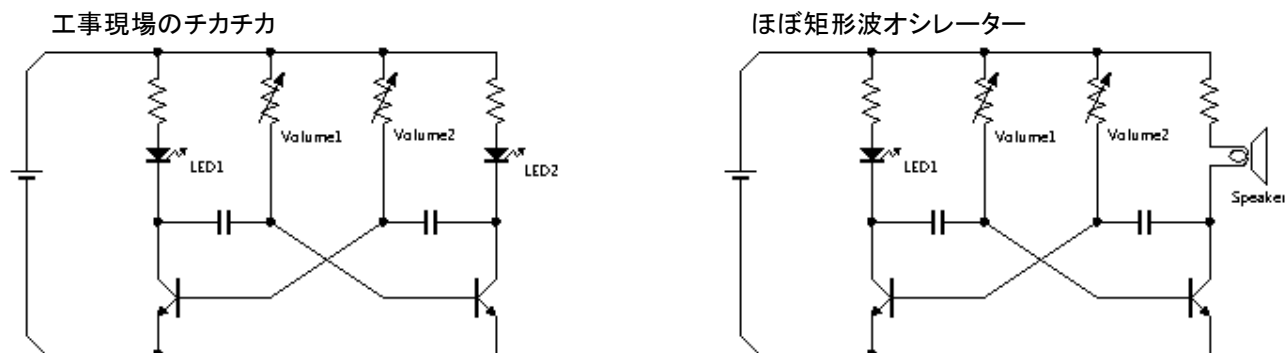 工事現場のチカチカ
Volume1
Volume2
LED1
LED2
ほぼ矩形波オシレーター
Volume1
Volume2
LED1
Speaker